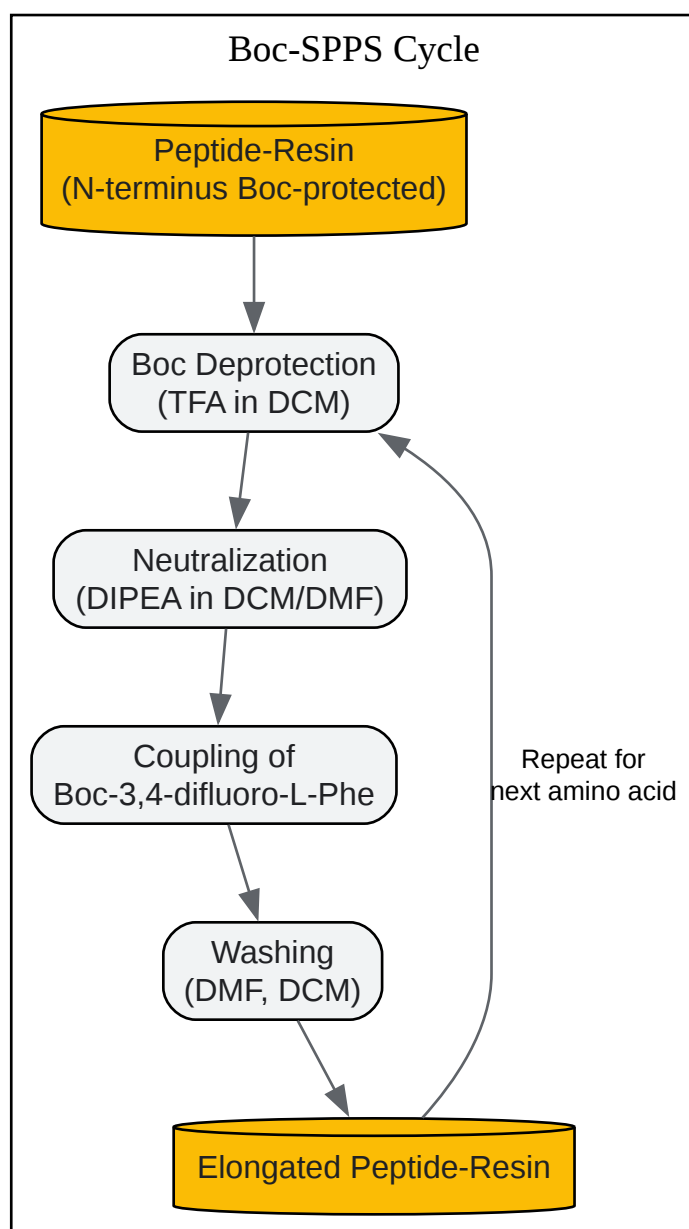 Boc-SPPS Cycle
Peptide-Resin
(N-terminus Boc-protected)
Boc Deprotection
(TFA in DCM)
Neutralization
(DIPEA in DCM/DMF)
Coupling of
Boc-3,4-difluoro-L-Phe
Repeat for
next amino acid
Washing
(DMF, DCM)
Elongated Peptide-Resin